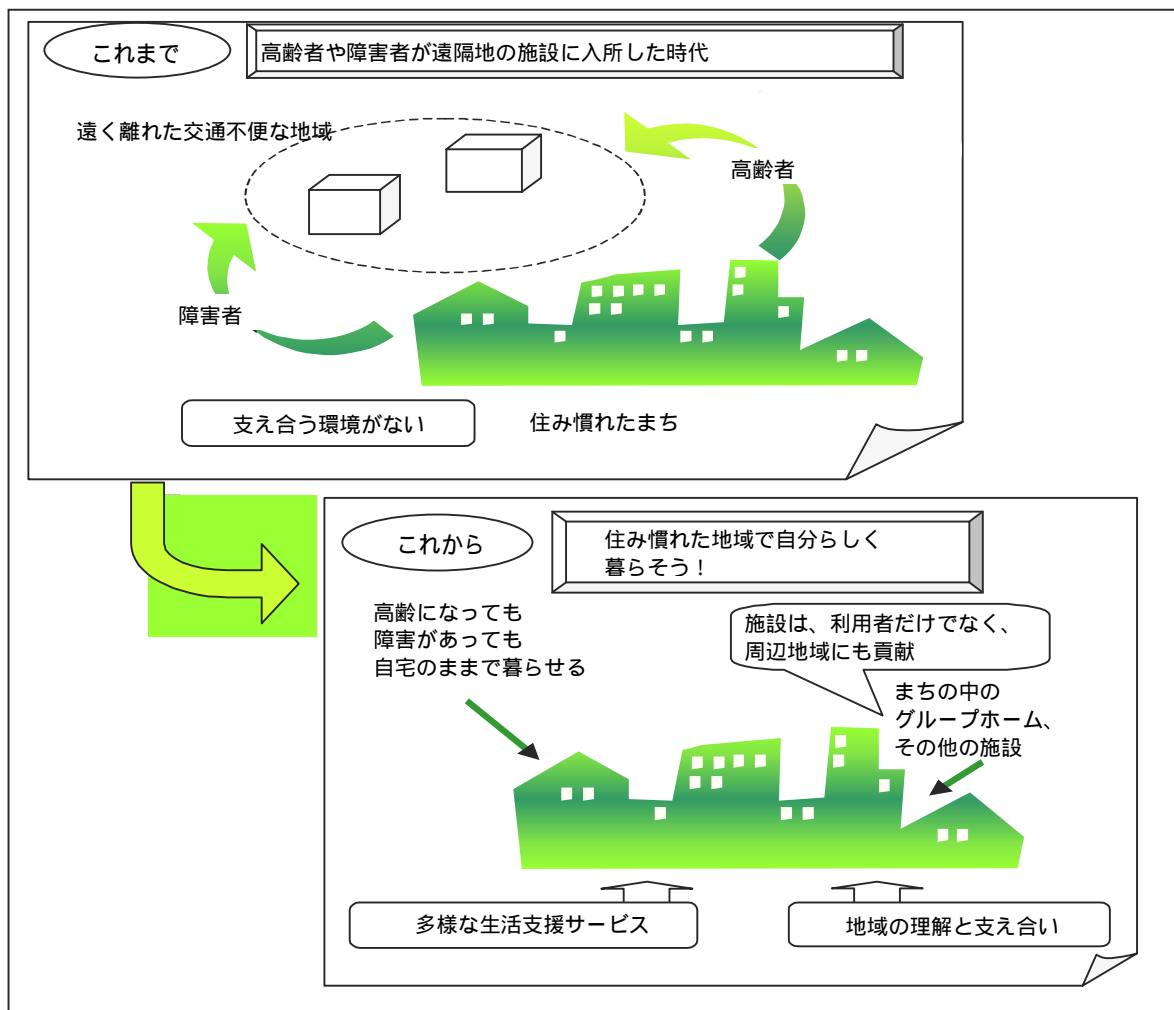 これまで
高齢者や障害者が遠隔地の施設に入所した時代
遠く離れた交通不便な地域
高齢者
障害者
支え合う環境がない
住み慣れたまち
これから
住み慣れた地域で自分らしく
暮らそう！
高齢になっても
障害があっても
自宅のままで暮らせる
施設は、利用者だけでなく、
周辺地域にも貢献
まちの中の
グループホーム、
その他の施設
多様な生活支援サービス
地域の理解と支え合い